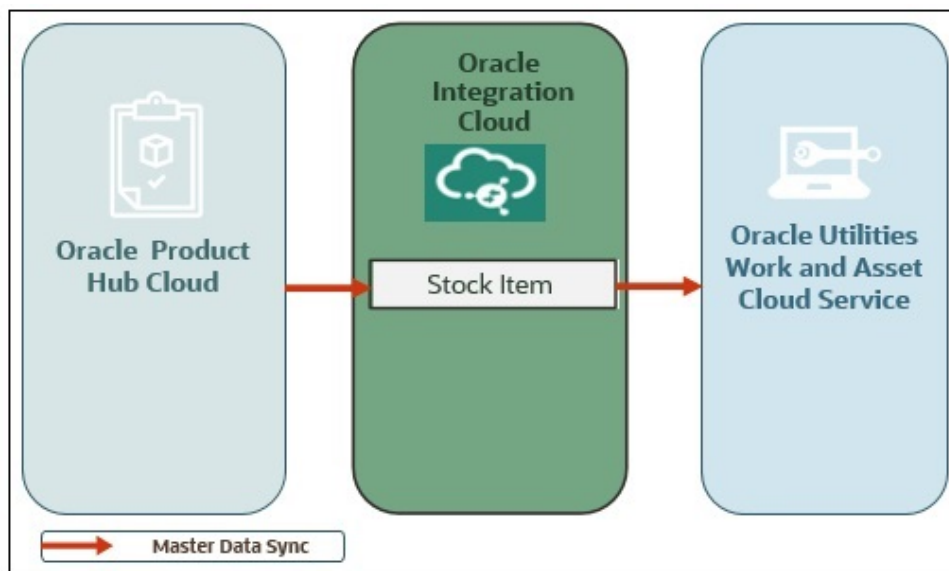 Oracle Product
Hub Cloud
Oracle
Integration
Cloud
Stock Item
Oracle Utilities
Work and Asset
Cloud Service
Master Data Sync